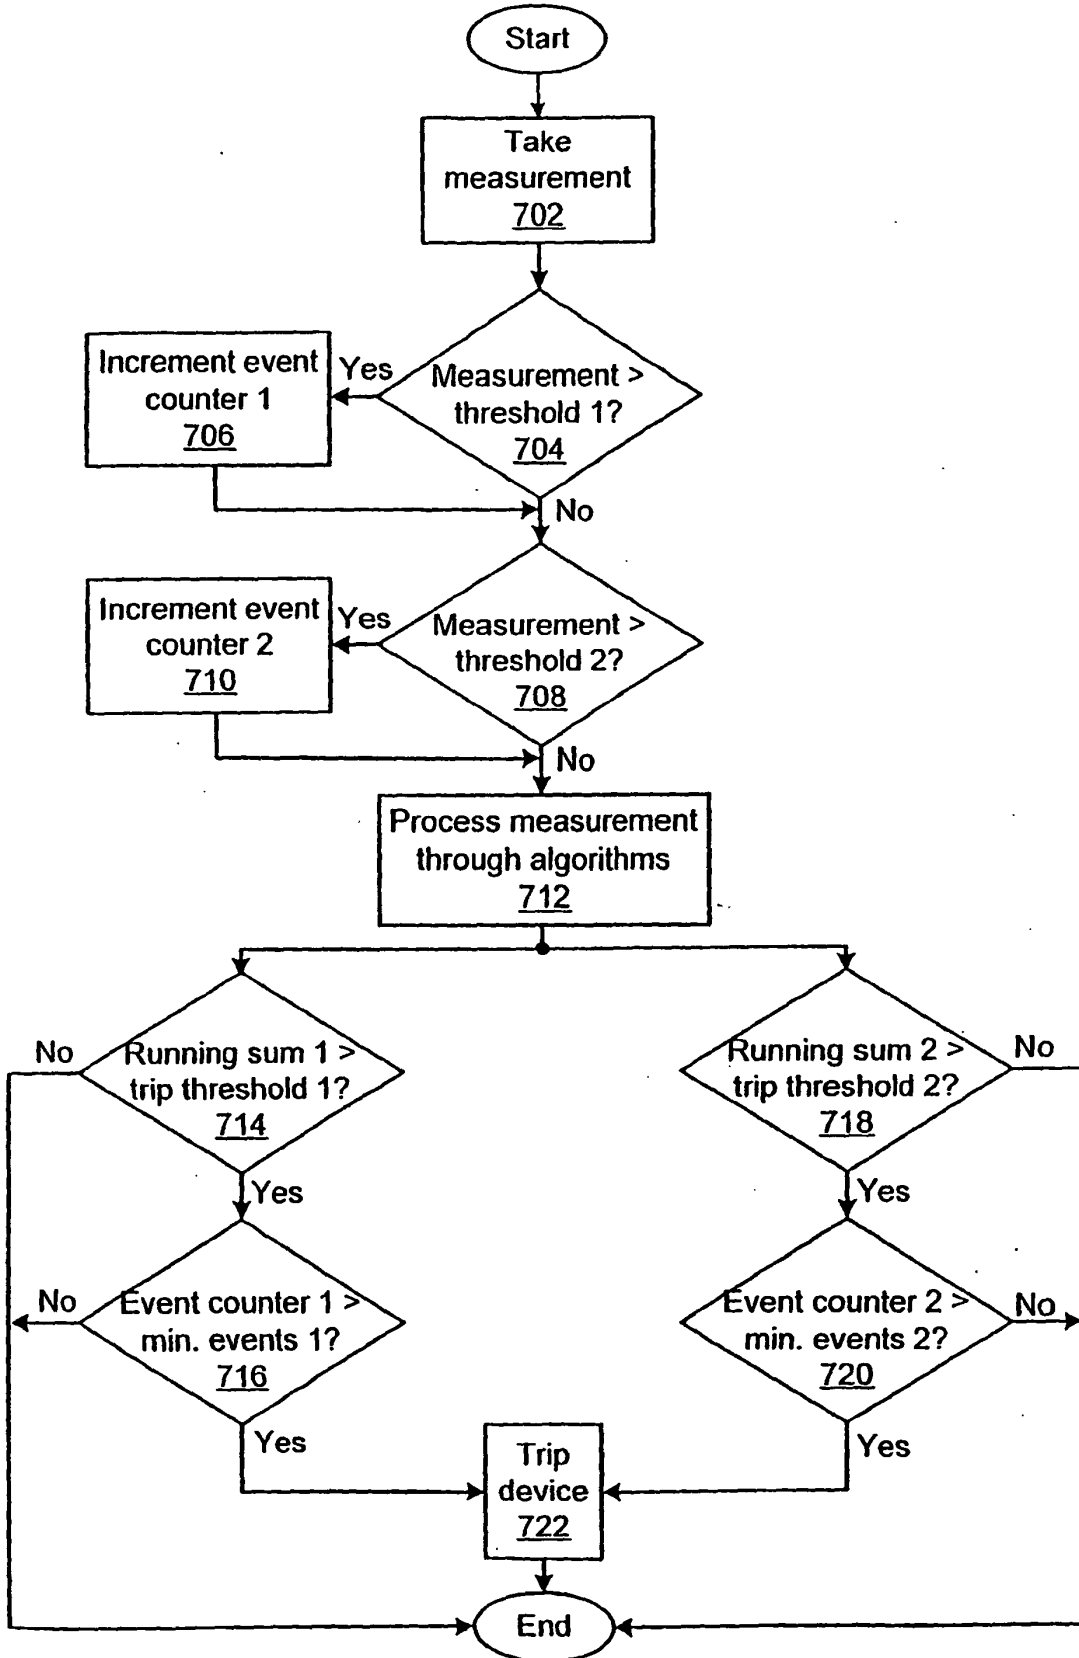 Start
Take
measurement
702
Increment event
counter 1
706
Yes
Measurement >
threshold 1?
704
No
Increment event
counter 2
710
Yes
Measurement >
threshold 2?
708
No
Process measurement
through algorithms
712
No
Running sum 1 >
trip threshold 1?
714
Yes
Running sum 2 >
trip threshold 2?
718
No
Yes
No
Event counter 1 >
min. events 1?
716
Yes
Event counter 2 >
min. events 2?
720
No
Yes
Trip
device
722
End